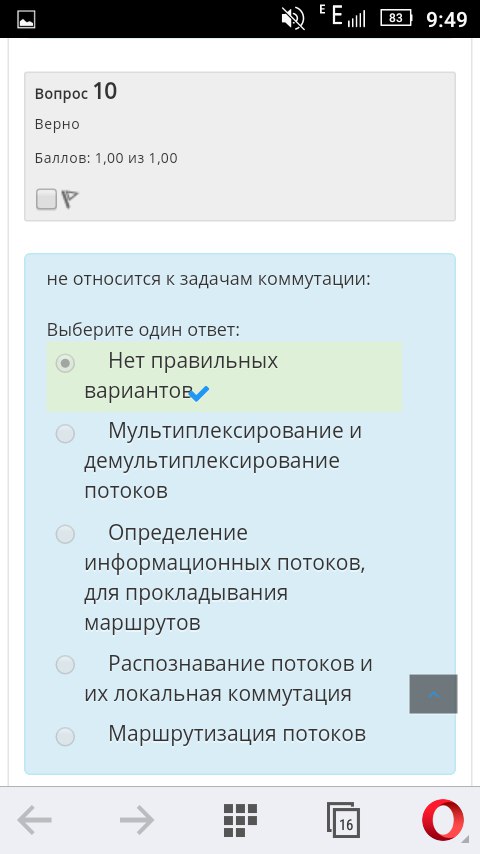 E E 83 9:49
Вопрос 10
Верно
Баллов: 1,00 из 1,00
не относится к задачам коммутации:
Выберите один ответ:
Нет правильных
вариантов
Мультиплексирование и
демультиплексирование
потоков
Определение
информационных потоков,
для прокладывания
маршрутов
Распознавание потоков и
их локальная коммутация
Маршрутизация потоков
16